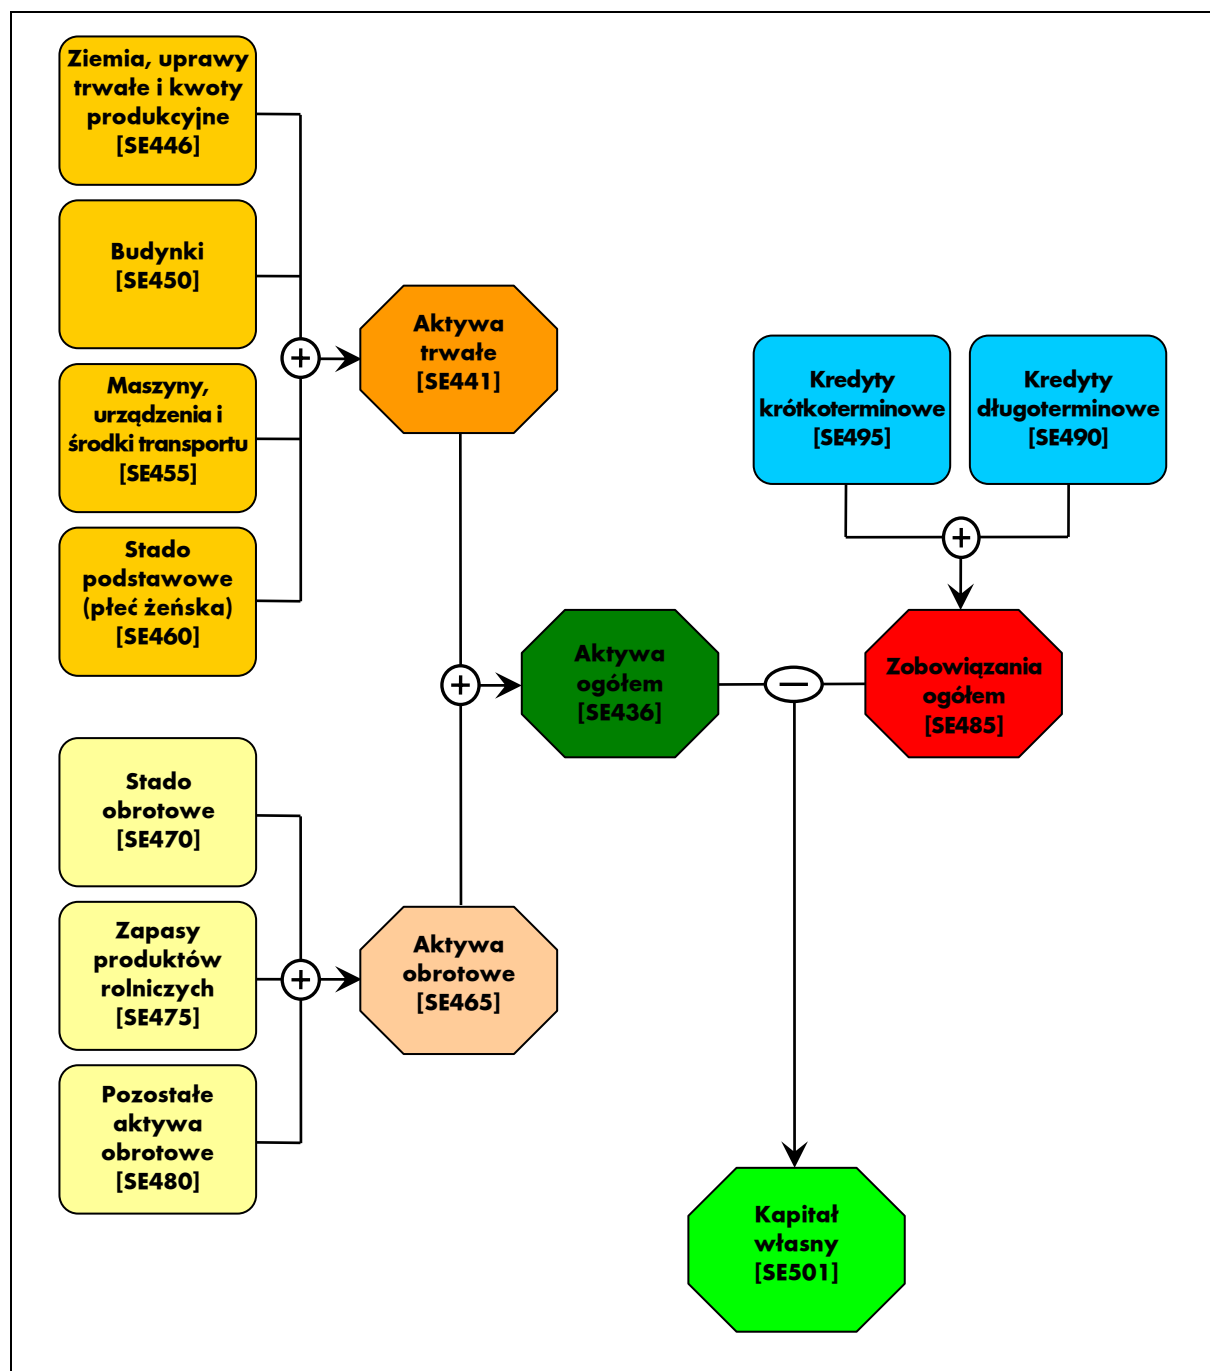 Ziemia, uprawy
trwałe i kwoty
produkcyjne
[SE446]
Budynki
[SE450]
Maszyny,
urządzenia i
środki transportu
[SE455]
Stado
podstawowe
(płeć żeńska)
[SE460]
Aktywa
trwałe
[SE441]
Kredyty
krótkoterminowe
[SE495]
Kredyty
długoterminowe
[SE490]
Aktywa
ogółem
[SE436]
Zobowiązania
ogółem
[SE485]
Stado
obrotowe
[SE470]
Zapasy
produktów
rolniczych
[SE475]
Pozostałe
aktywa
obrotowe
[SE480]
Aktywa
obrotowe
[SE465]
Kapitał
własny
[SE501]